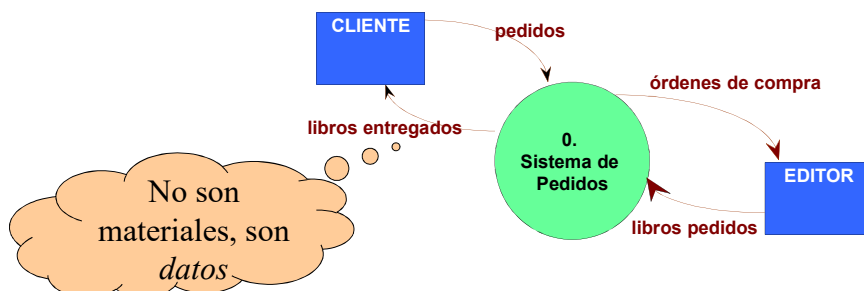 CLIENTE
pedidos
órdenes de compra
libros entregados
0.
Sistema de
Pedidos
EDITOR
libros pedidos
No son
materiales, son
datos